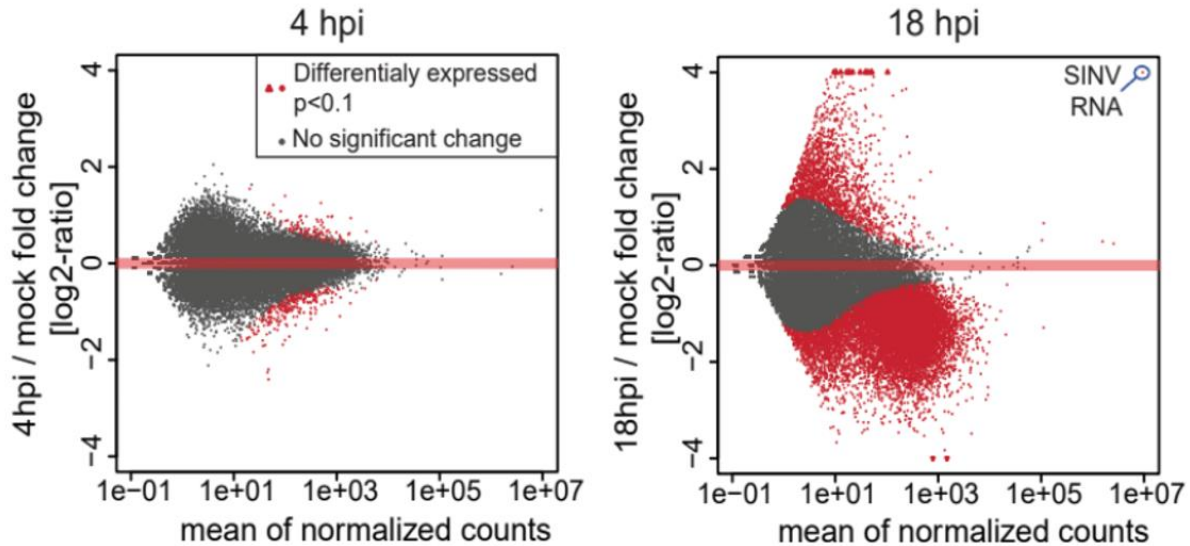 4 hpi
4hpi / mock fold change
[log2-ratio]
4
2
0
−2
−4
Differentialy expressed
p<0.1
No significant change
1e−01 1e+01 1e+03 1e+05 1e+07
mean of normalized counts
18 hpi
18hpi / mock fold change
[log2-ratio]
4
2
0
−2
−4
SINV
RNA
1e−01 1e+01 1e+03 1e+05 1e+07
mean of normalized counts